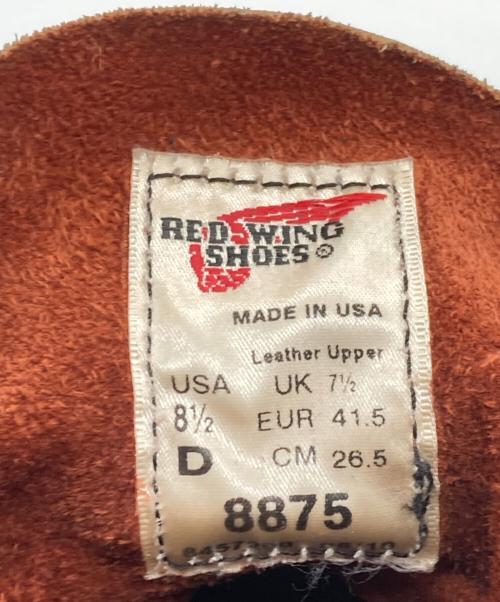 RED WING
SHOES®
MADE IN USA
Leather Upper
USA UK 7½
8½ EUR 41.5
D CM 26.5
8875